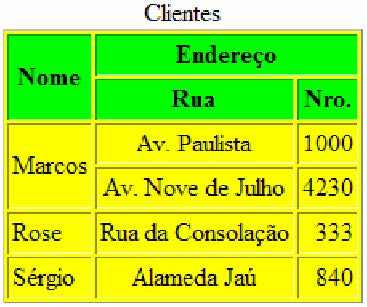 Clientes
Nome Endereço
Rua Nro.
Marcos Av. Paulista 1000
Av. Nove de Julho 4230
Rose Rua da Consolação 333
Sérgio Alameda Jaú 840